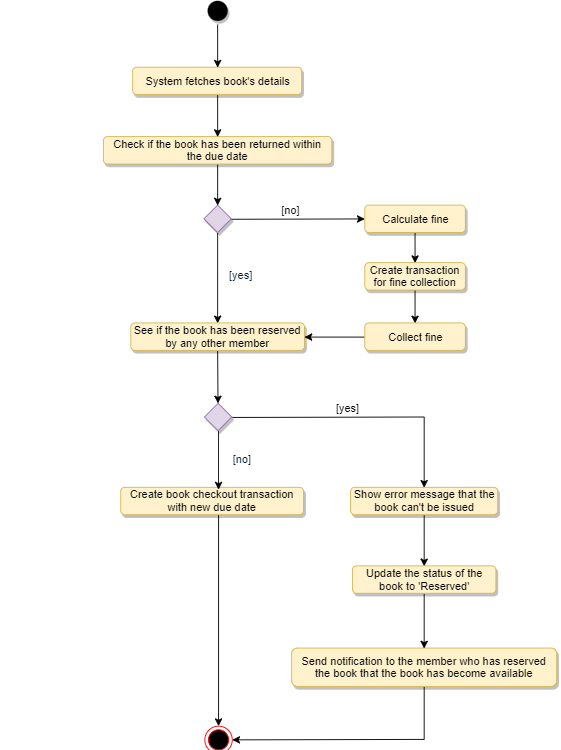 System fetches book's details
Check if the book has been returned within
the due date
[no]
Calculate fine
[yes]
Create transaction
for fine collection
See if the book has been reserved
by any other member
Collect fine
[yes]
[no]
Create book checkout transaction
with new due date
Show error message that the
book can't be issued
Update the status of the
book to 'Reserved'
Send notification to the member who has reserved
the book that the book has become available